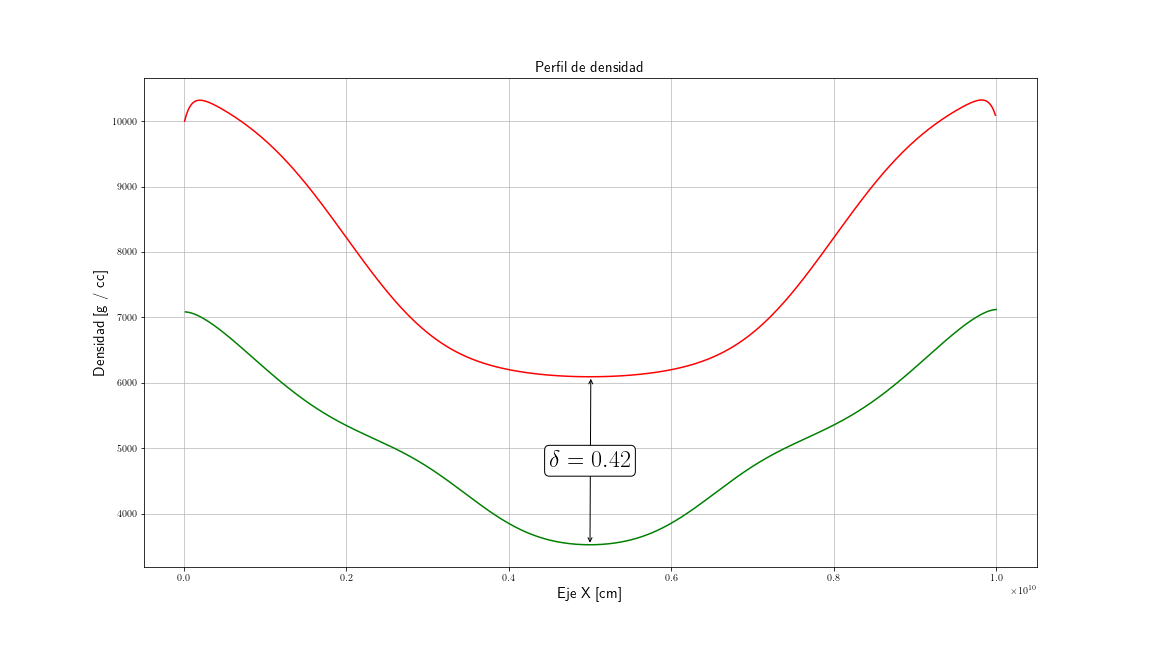 Perfil de densidad
Densidad [g / cc]
10000
9000
8000
7000
6000
5000
4000
δ = 0.42
0.0 0.2 0.4 0.6 0.8 1.0
×10¹⁰
Eje X [cm]